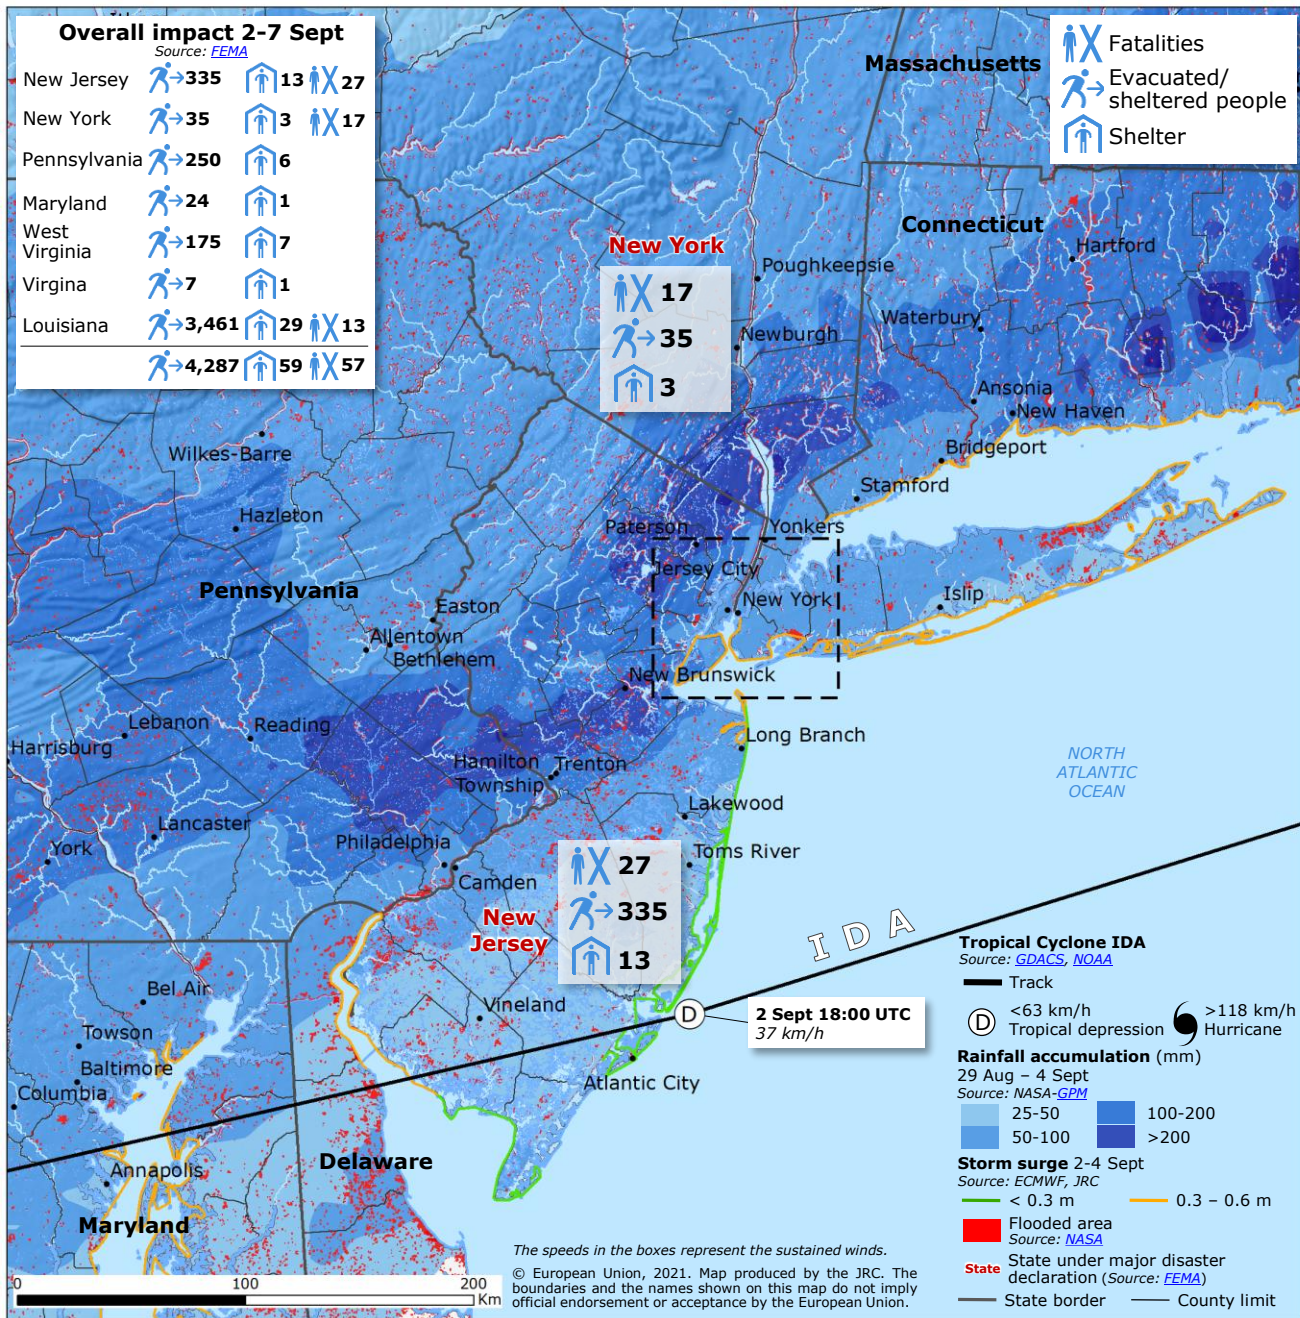 Overall impact 2-7 Sept
Source: FEMA
New Jersey 335 13 27
New York 35 3 17
Pennsylvania 250 6
Maryland 24 1
West
Virginia 175 7
Virgina 7 1
Louisiana 3,461 29 13
4,287 59 57
Fatalities
Evacuated/
sheltered people
Shelter
Massachusetts
Connecticut
Hartford
New York
17
35
3
Poughkeepsie
Newburgh
Waterbury
Ansonia
New Haven
Bridgeport
Stamford
Wilkes-Barre
Hazleton
Paterson
Yonkers
Jersey City
New York
Islip
Pennsylvania
Easton
Allentown
Bethlehem
New Brunswick
Lebanon
Reading
Harrisburg
Long Branch
Hamilton
Township
Trenton
NORTH
ATLANTIC
OCEAN
Lakewood
Lancaster
York
Philadelphia
Toms River
Camden
27
335
13
New
Jersey
IDA
Bel Air
Vineland
Towson
Baltimore
Columbia
2 Sept 18:00 UTC
37 km/h
D
Atlantic City
Annapolis
Delaware
Maryland
Tropical Cyclone IDA
Source: GDACS, NOAA
Track
D <63 km/h
Tropical depression
>118 km/h
Hurricane
Rainfall accumulation (mm)
29 Aug – 4 Sept
Source: NASA-GPM
25-50 100-200
50-100 >200
Storm surge 2-4 Sept
Source: ECMWF, JRC
< 0.3 m 0.3 – 0.6 m
Flooded area
Source: NASA
State State under major disaster
declaration (Source: FEMA)
State border County limit
The speeds in the boxes represent the sustained winds.
© European Union, 2021. Map produced by the JRC. The
boundaries and the names shown on this map do not imply
official endorsement or acceptance by the European Union.
0 100 200
Km